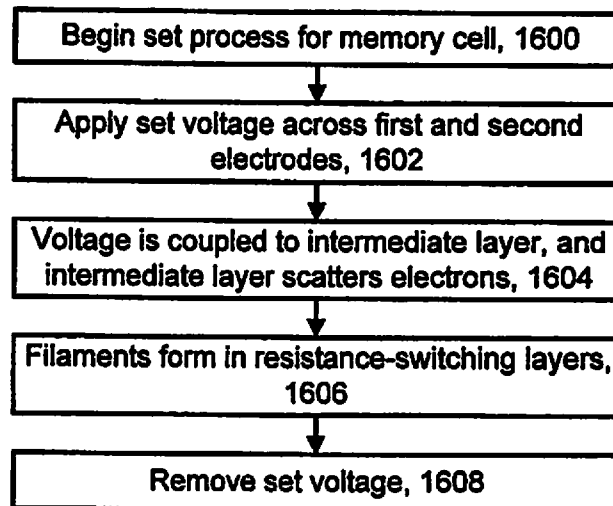 Begin set process for memory cell, 1600
Apply set voltage across first and second
electrodes, 1602
Voltage is coupled to intermediate layer, and
intermediate layer scatters electrons, 1604
Filaments form in resistance-switching layers,
1606
Remove set voltage, 1608